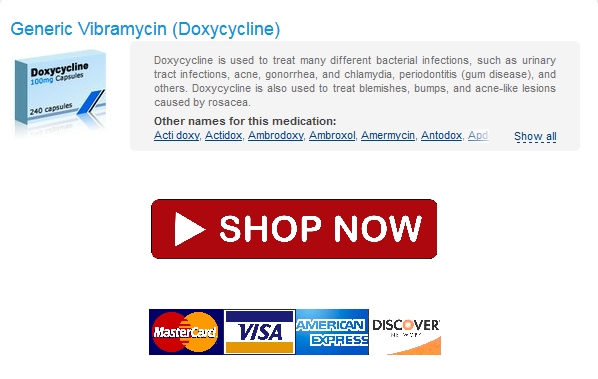 Generic Vibramycin (Doxycycline)
Doxycycline
100mg Capsules
240 capsules
Doxycycline is used to treat many different bacterial infections, such as urinary
tract infections, acne, gonorrhea, and chlamydia, periodontitis (gum disease), and
others. Doxycycline is also used to treat blemishes, bumps, and acne-like lesions
caused by rosacea.
Other names for this medication:
Acti doxy, Actidox, Ambrodoxy, Ambroxol, Amermycin, Antodox, Apd
Show all
SHOP NOW
MasterCard
VISA
AMERICAN
EXPRESS
DISCOVER
NETWORK